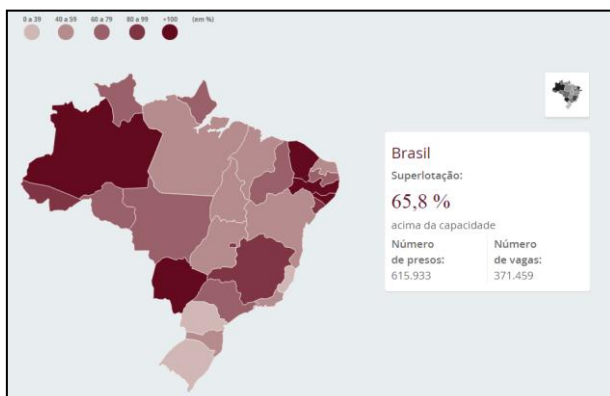 0 a 39 40 a 59 60 a 79 80 a 99 +100 (em %)
Brasil
Superlotação:
65,8 %
acima da capacidade
Número Número
de presos: de vagas:
615.933 371.459